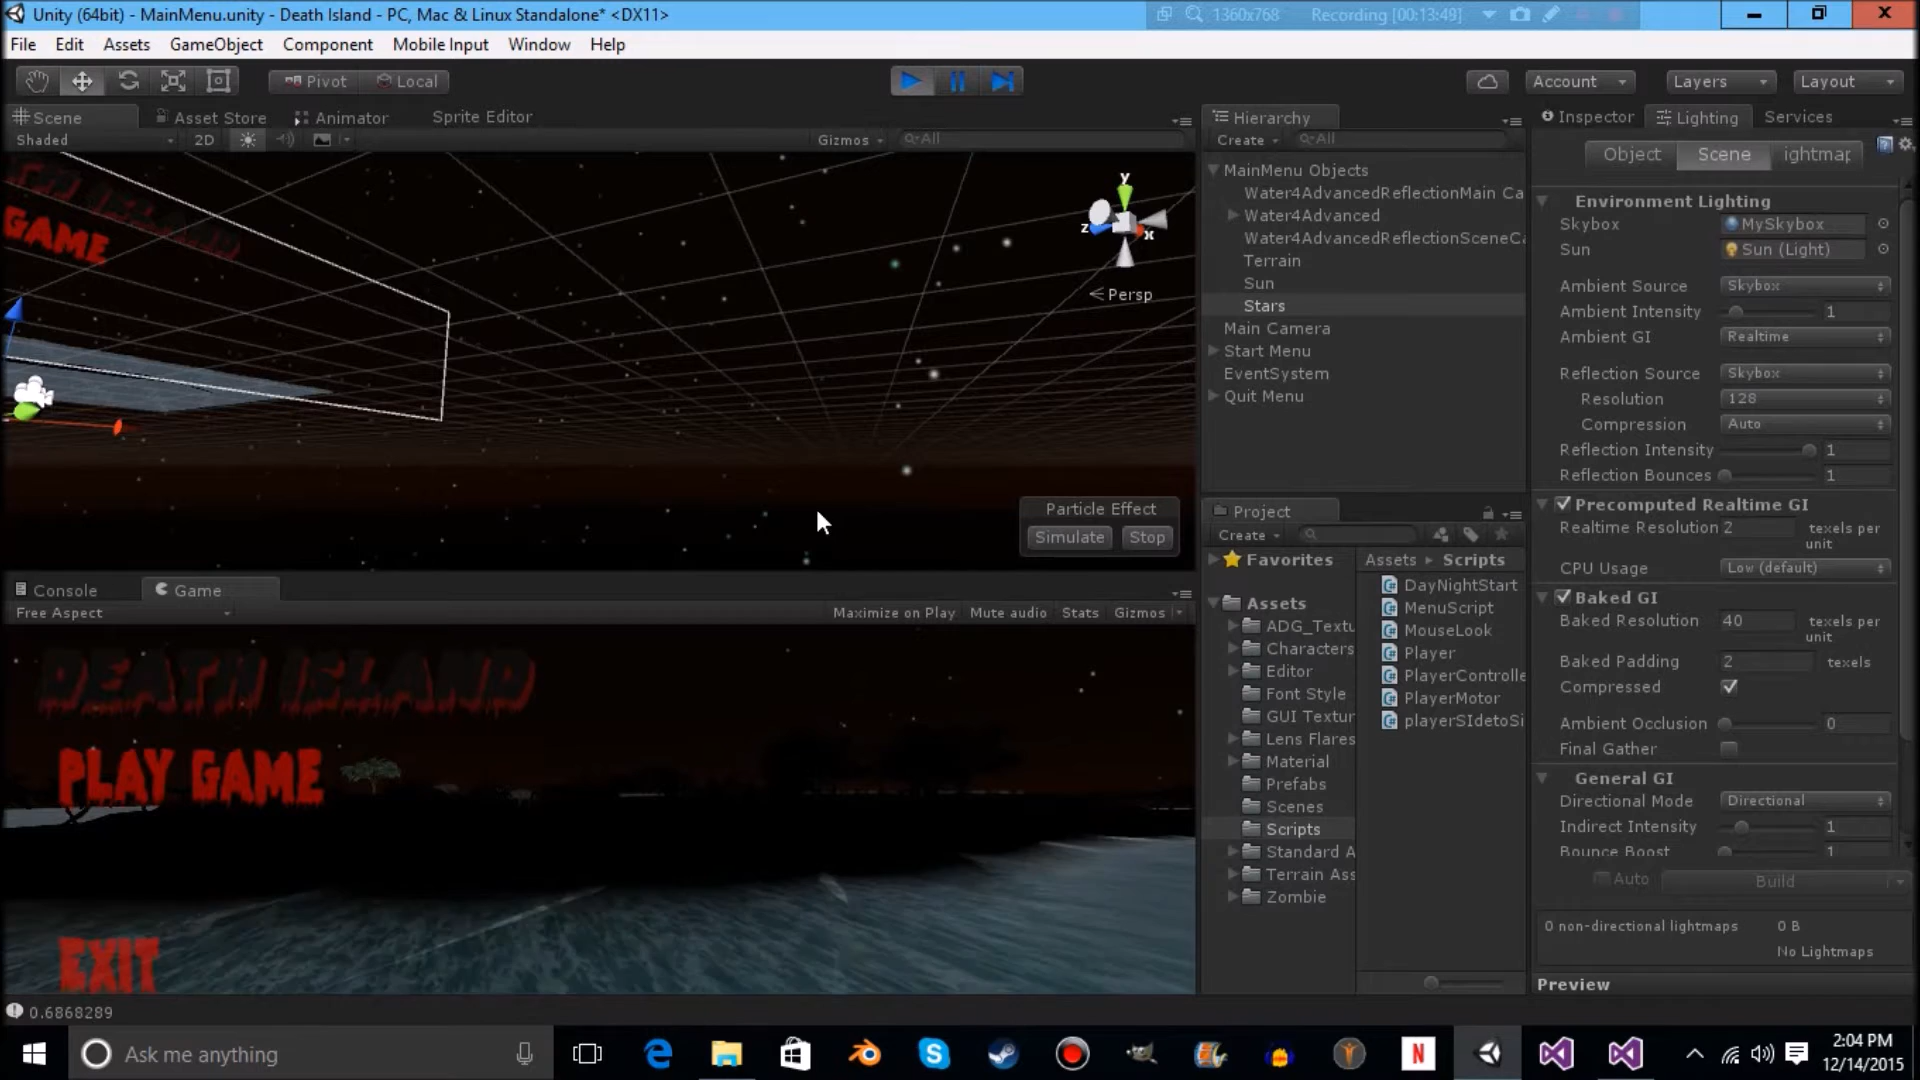 Unity (64bit) - MainMenu.unity - Death Island - PC, Mac & Linux Standalone* <DX11>
1360x768
Recording [00:13:49]
File Edit Assets GameObject Component Mobile Input Window Help
Pivot Local
Account Layers Layout
Scene Asset Store Animator Sprite Editor
Shaded 2D Gizmos All
GAME
y
z x
Persp
Particle Effect
Simulate Stop
Console Game
Free Aspect Maximize on Play Mute audio Stats Gizmos
DEATH ISLAND
PLAY GAME
EXIT
0.6868289
Hierarchy
Create All
MainMenu Objects
Water4AdvancedReflectionMain Ca
Water4Advanced
Water4AdvancedReflectionSceneCa
Terrain
Sun
Stars
Main Camera
Start Menu
EventSystem
Quit Menu
Project
Create
Favorites
Assets
ADG_Textu
Characters
Editor
Font Style
GUI Textur
Lens Flares
Material
Prefabs
Scenes
Scripts
Standard A
Terrain Ass
Zombie
Assets Scripts
DayNightStart
MenuScript
MouseLook
Player
PlayerControlle
PlayerMotor
playerSIdetoSi
Inspector Lighting Services
Object Scene ightmap
Environment Lighting
Skybox MySkybox
Sun Sun (Light)
Ambient Source Skybox
Ambient Intensity 1
Ambient GI Realtime
Reflection Source Skybox
Resolution 128
Compression Auto
Reflection Intensity 1
Reflection Bounces 1
Precomputed Realtime GI
Realtime Resolution 2 texels per unit
CPU Usage Low (default)
Baked GI
Baked Resolution 40 texels per unit
Baked Padding 2 texels
Compressed
Ambient Occlusion 0
Final Gather
General GI
Directional Mode Directional
Indirect Intensity 1
Bounce Boost 1
Auto Build
0 non-directional lightmaps 0 B
No Lightmaps
Preview
Ask me anything
N
2:04 PM
12/14/2015